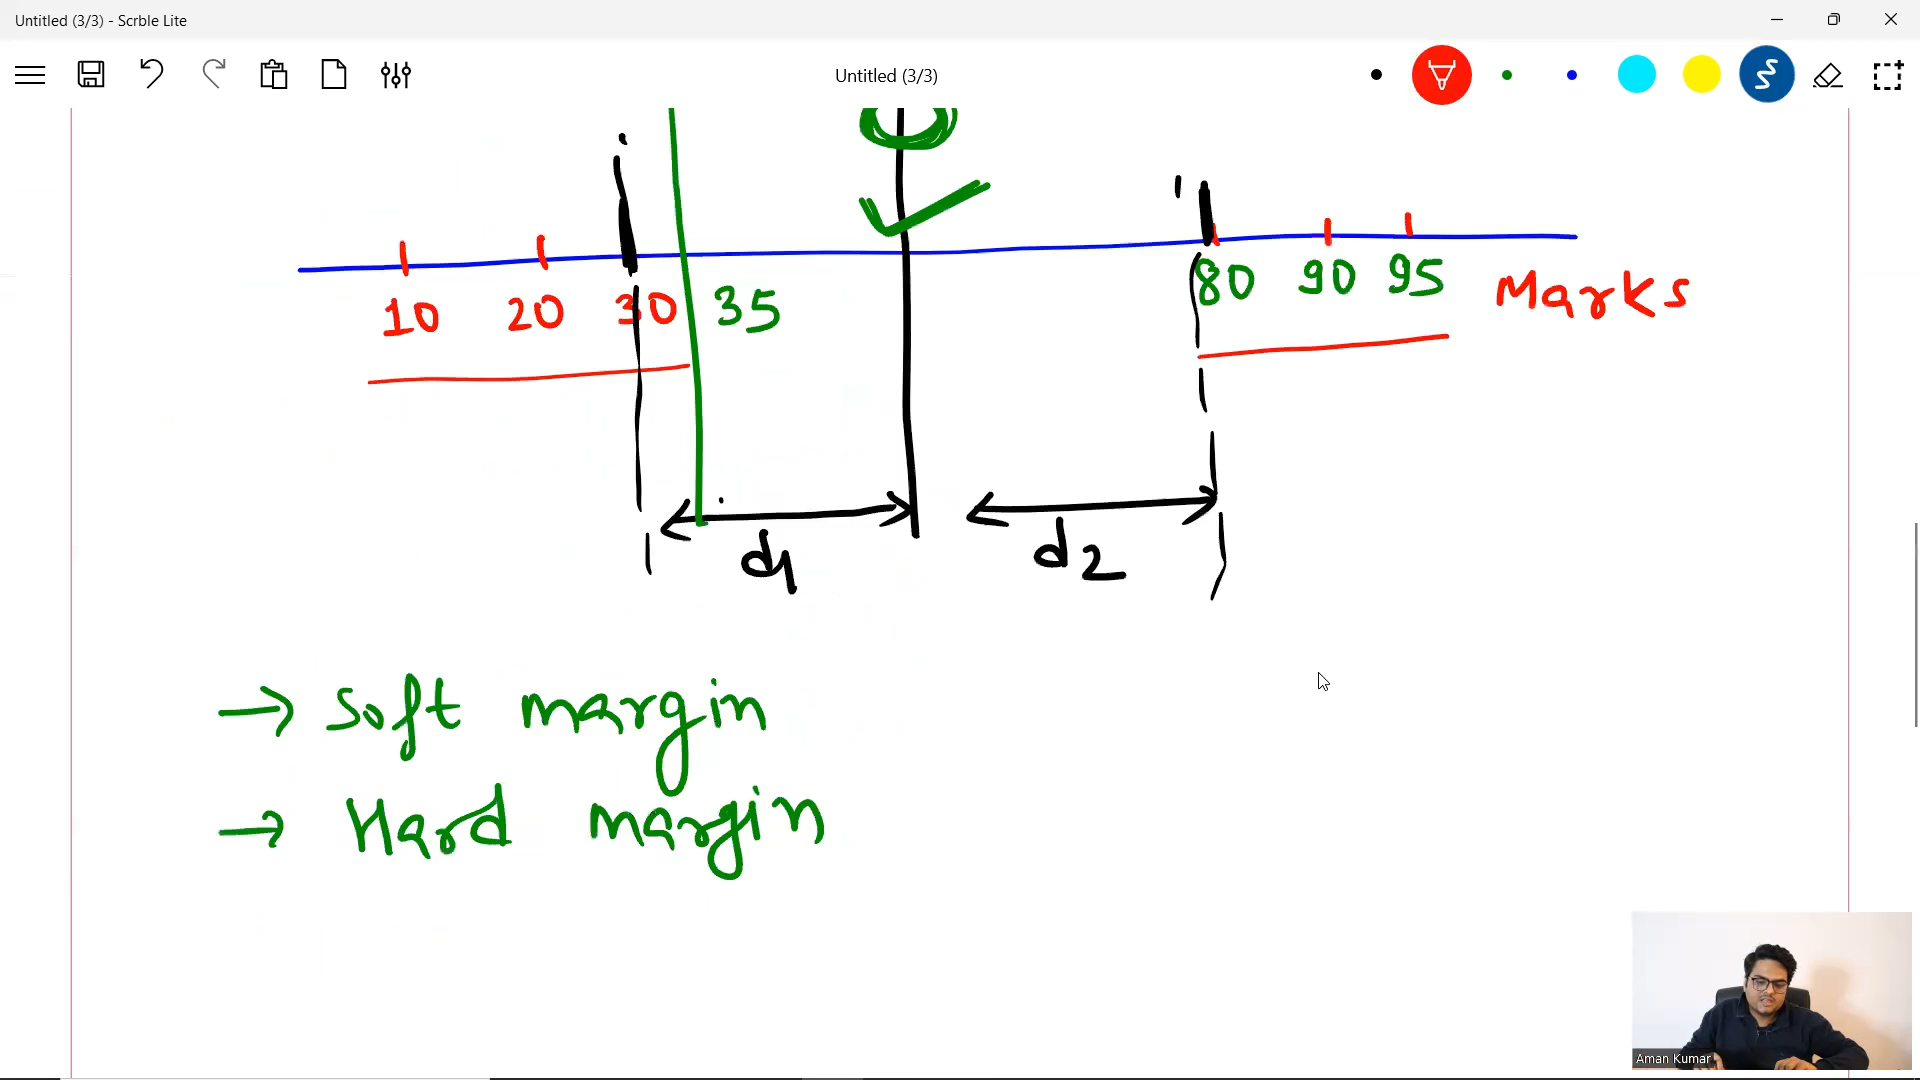 Untitled (3/3) - Scrble Lite
Untitled (3/3)
10 20 30 35 80 90 95 Marks
d1 d2
→ Soft margin
→ Hard margin
Aman Kumar